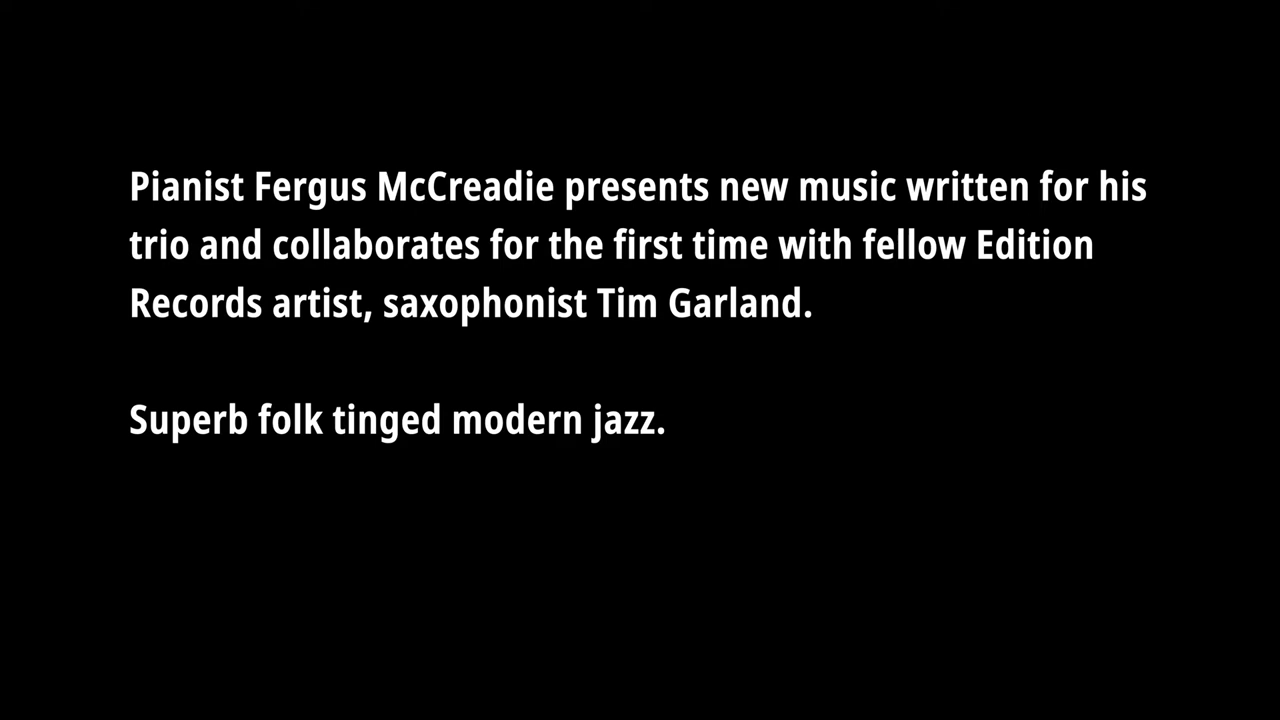 Pianist Fergus McCreadie presents new music written for his
trio and collaborates for the first time with fellow Edition
Records artist, saxophonist Tim Garland.
Superb folk tinged modern jazz.